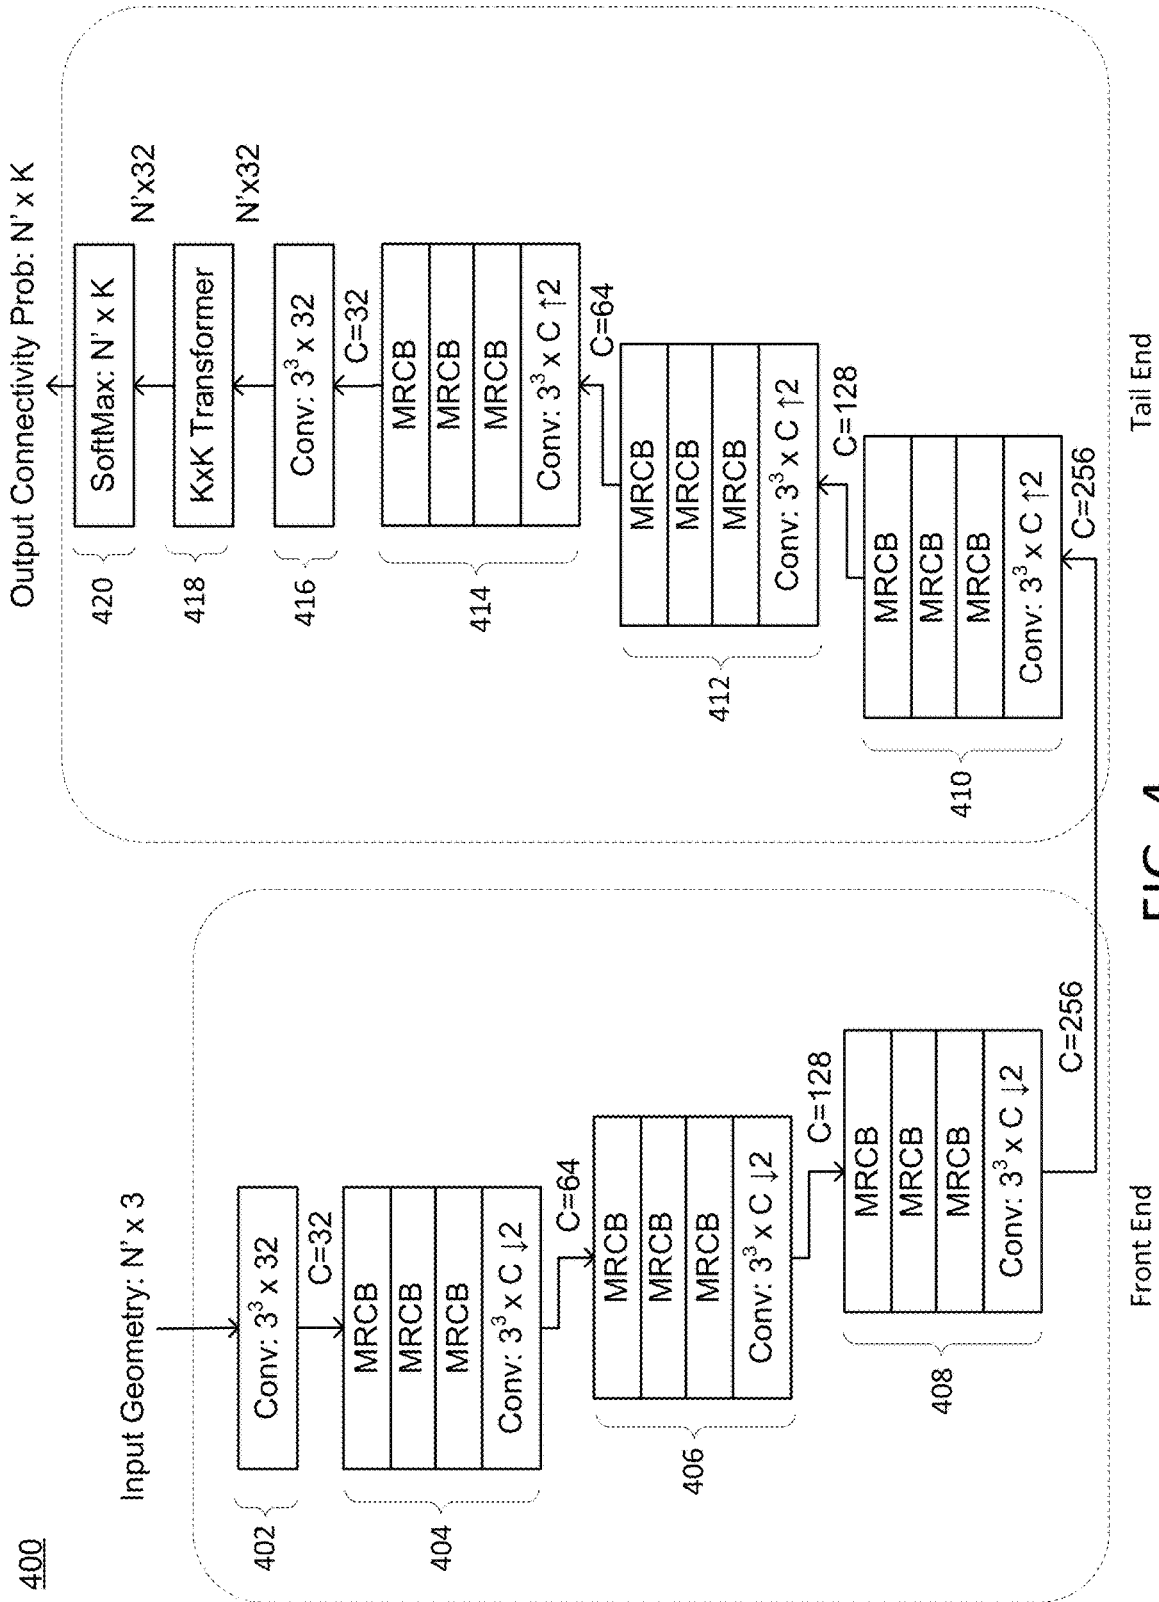 400
Input Geometry: N' x 3
402
Conv: 3³ x 32
C=32
404
MRCB
MRCB
MRCB
Conv: 3³ x C ↓2
C=64
406
MRCB
MRCB
MRCB
Conv: 3³ x C ↓2
C=128
408
MRCB
MRCB
MRCB
Conv: 3³ x C ↓2
C=256
Front End
Output Connectivity Prob: N' x K
420
SoftMax: N' x K
N'x32
418
KxK Transformer
N'x32
416
Conv: 3³ x 32
C=32
414
MRCB
MRCB
MRCB
Conv: 3³ x C ↑2
C=64
412
MRCB
MRCB
MRCB
Conv: 3³ x C ↑2
C=128
410
MRCB
MRCB
MRCB
Conv: 3³ x C ↑2
C=256
Tail End
FIG. 4